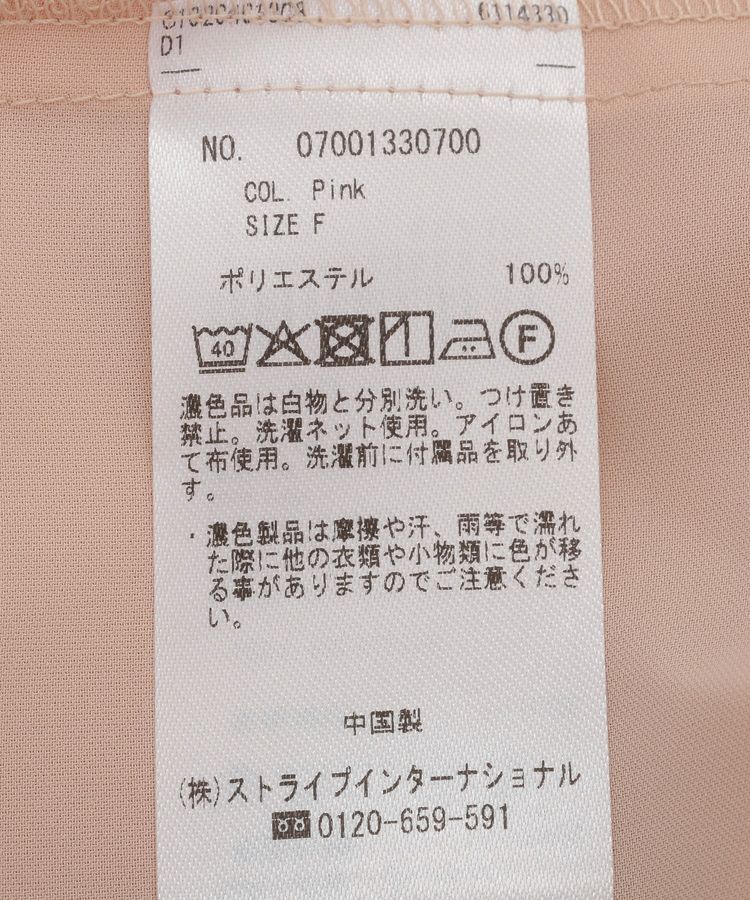 6114330
D1
NO. 07001330700
COL. Pink
SIZE F
ポリエステル 100%
40 F
濃色品は白物と分別洗い。つけ置き
禁止。洗濯ネット使用。アイロンあ
て布使用。洗濯前に付属品を取り外
す。
・濃色製品は摩擦や汗、雨等で濡れ
た際に他の衣類や小物類に色が移
る事がありますのでご注意くださ
い。
中国製
(株)ストライプインターナショナル
0120-659-591